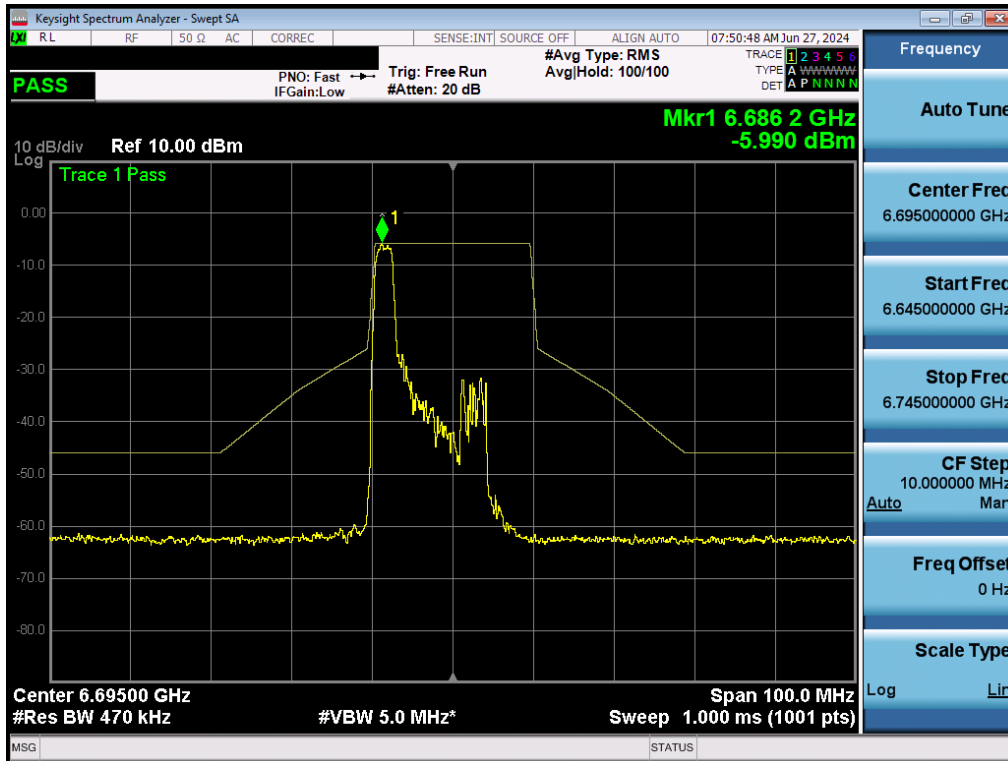 Keysight Spectrum Analyzer - Swept SA
LXI RL RF 50 Ω AC CORREC SENSE:INT SOURCE OFF ALIGN AUTO 07:50:48 AM Jun 27, 2024
PASS
PNO: Fast
IFGain:Low
Trig: Free Run
#Atten: 20 dB
#Avg Type: RMS
Avg|Hold: 100/100
TRACE 1 2 3 4 5 6
TYPE A WWWWW
DET A P N N N N
Mkr1 6.686 2 GHz
-5.990 dBm
10 dB/div Ref 10.00 dBm
Log
Trace 1 Pass
1
0.00
-10.0
-20.0
-30.0
-40.0
-50.0
-60.0
-70.0
-80.0
Center 6.69500 GHz Span 100.0 MHz
#Res BW 470 kHz #VBW 5.0 MHz* Sweep 1.000 ms (1001 pts)
MSG STATUS
Frequency
Auto Tune
Center Freq
6.695000000 GHz
Start Freq
6.645000000 GHz
Stop Freq
6.745000000 GHz
CF Step
10.000000 MHz
Auto Man
Freq Offset
0 Hz
Scale Type
Log Lin